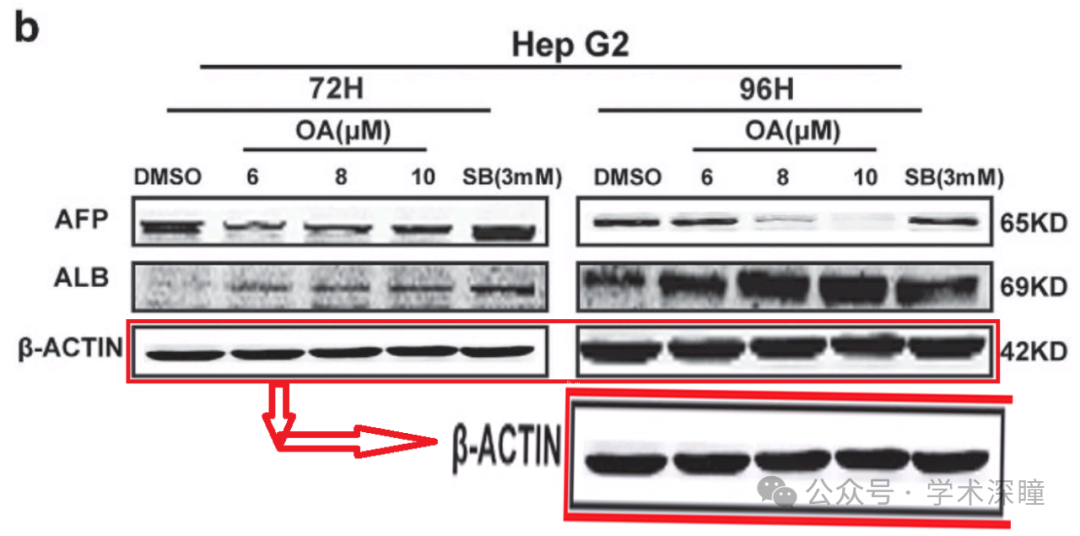 b
Hep G2
72H 96H
OA(μM) OA(μM)
DMSO 6 8 10 SB(3mM) DMSO 6 8 10 SB(3mM)
AFP 65KD
ALB 69KD
β-ACTIN 42KD
β-ACTIN
公众号 · 学术深瞳